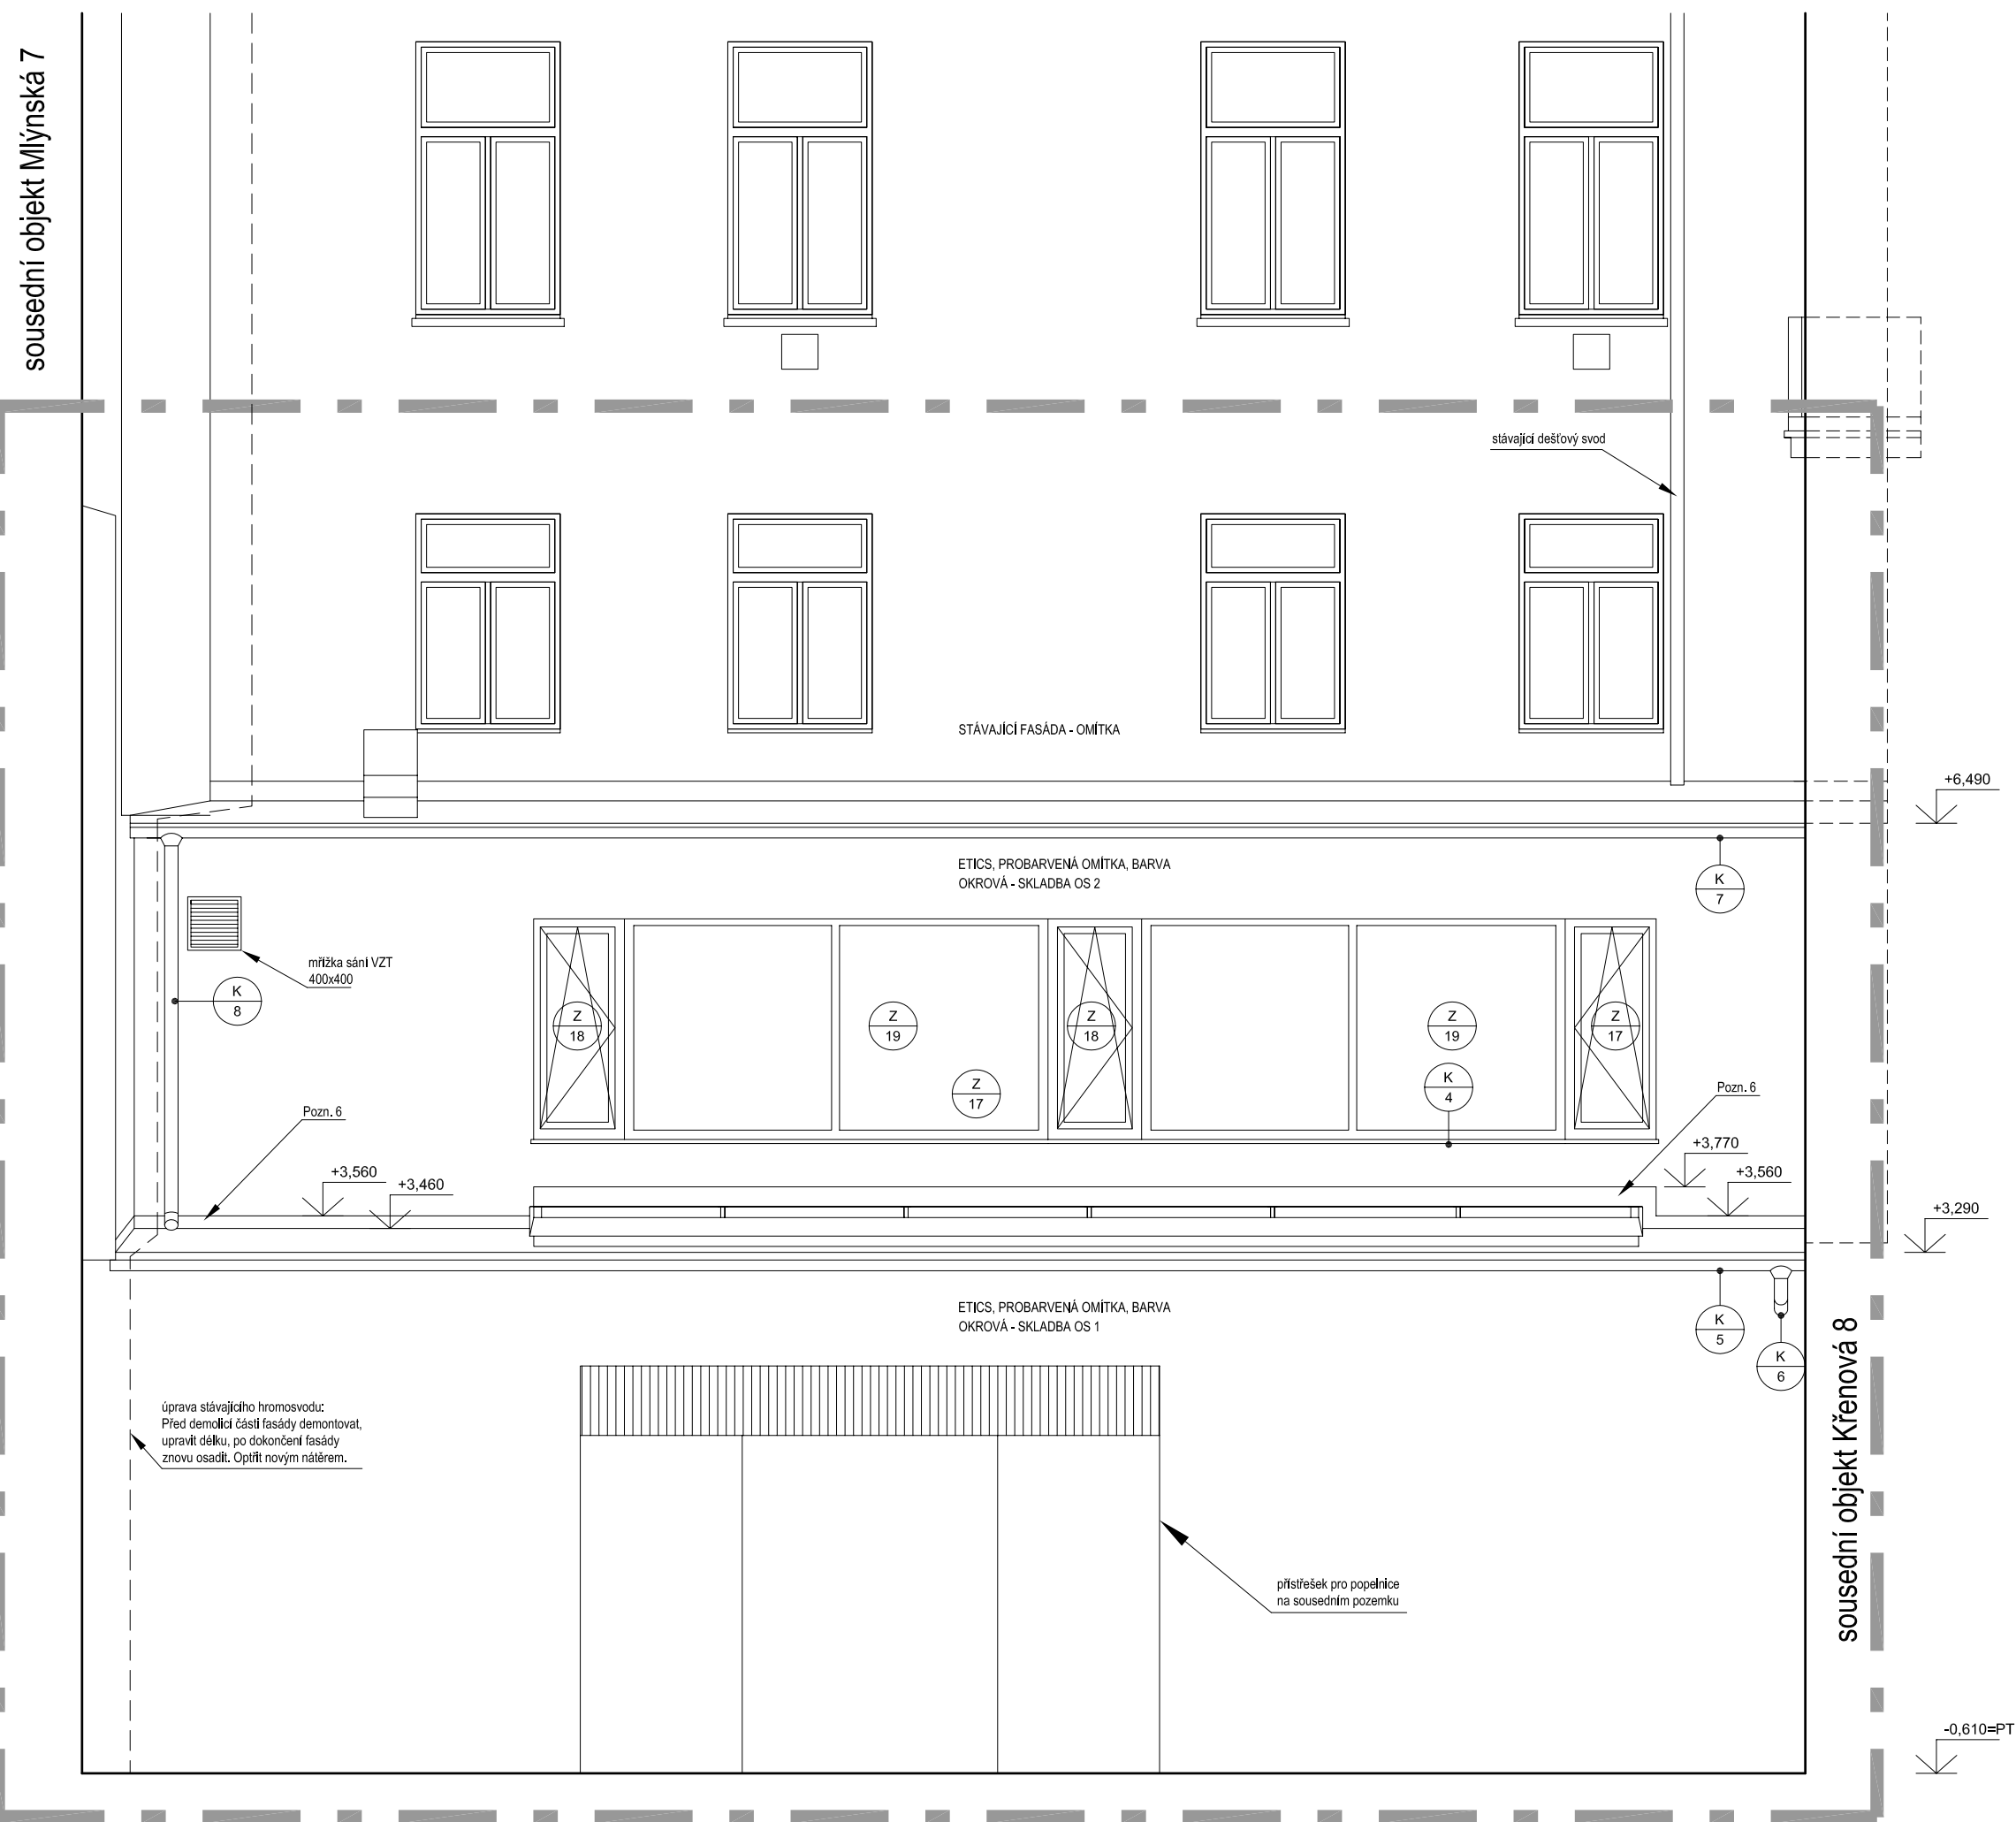 sousední objekt Mlýnská 7
stávající dešťový svod
STÁVAJÍCÍ FASÁDA - OMÍTKA
+6,490
ETICS, PROBARVENÁ OMÍTKA, BARVA
OKROVÁ - SKLADBA OS 2
K
7
mřížka sání VZT
400x400
K
8
Z
18
Z
19
Z
18
Z
19
Z
17
Z
17
K
4
Pozn. 6
Pozn. 6
+3,560
+3,460
+3,770
+3,560
+3,290
ETICS, PROBARVENÁ OMÍTKA, BARVA
OKROVÁ - SKLADBA OS 1
K
5
K
6
sousední objekt Křenová 8
úprava stávajícího hromosvodu:
Před demolicí části fasády demontovat,
upravit délku, po dokončení fasády
znovu osadit. Optřit novým nátěrem.
přístřešek pro popelnice
na sousedním pozemku
-0,610=PT